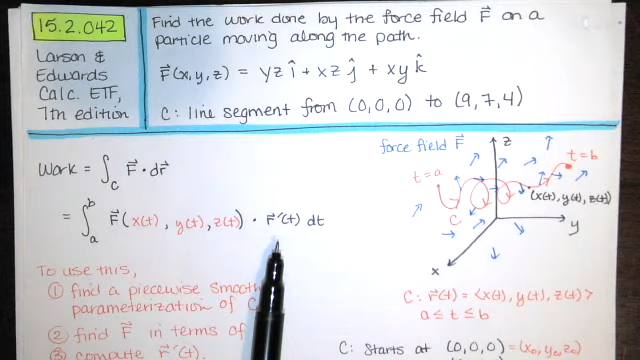 15.2.042
Larson &
Edwards
Calc. ETF,
7th edition
Find the work done by the force field F⃗ on a
particle moving along the path.
F⃗(x,y,z) = yz î + xz ĵ + xy k̂
C: line segment from (0,0,0) to (9,7,4)
Work = ∫_C F⃗ · dr⃗
= ∫_a^b F⃗(x(t), y(t), z(t)) · r⃗'(t) dt
To use this,
① find a piecewise smooth
parameterization of C
② find F⃗ in terms of
③ compute r⃗'(t).
force field F⃗
z
t=b
t=a
(x(t), y(t), z(t))
C
y
x
C: r⃗(t) = <x(t), y(t), z(t)>
a ≤ t ≤ b
C: Starts at (0,0,0) = (x₀, y₀, z₀)